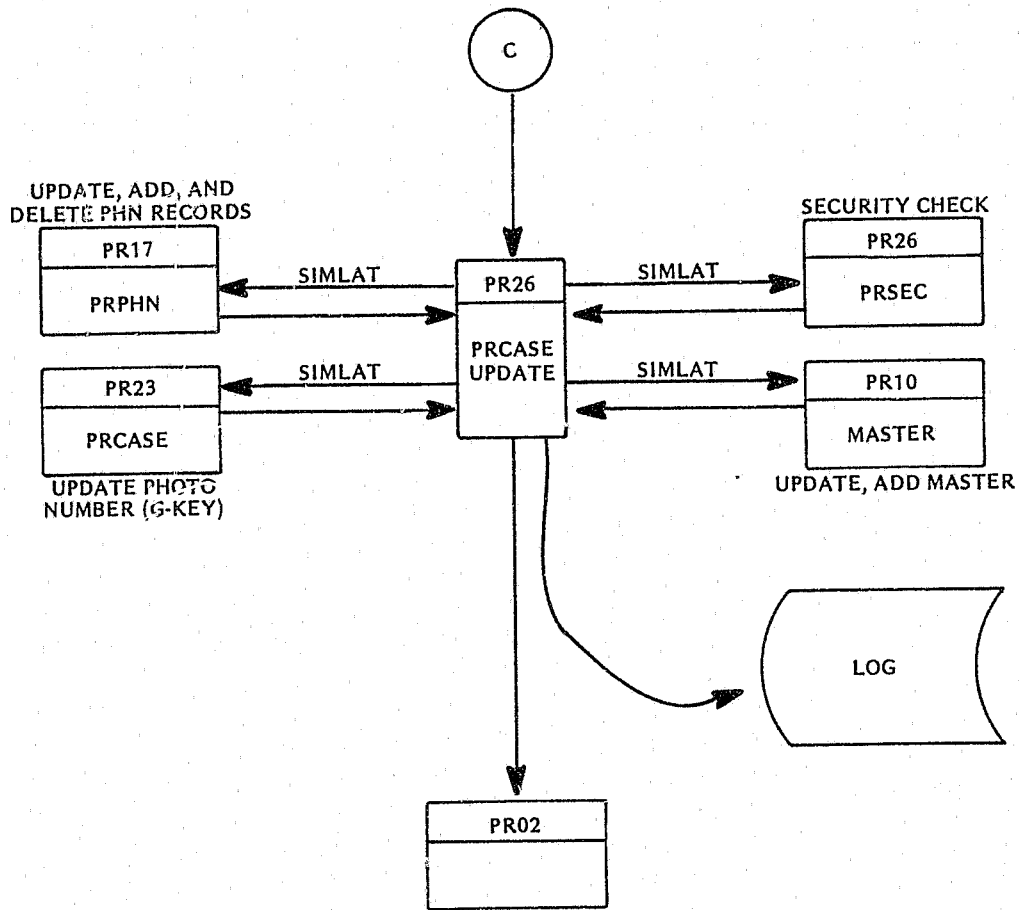 C
UPDATE, ADD, AND
DELETE PHN RECORDS
PR17
PRPHN
SIMLAT
PR26
PRCASE
UPDATE
SIMLAT
SECURITY CHECK
PR26
PRSEC
PR23
PRCASE
UPDATE PHOTO
NUMBER (G-KEY)
SIMLAT
SIMLAT
PR10
MASTER
UPDATE, ADD MASTER
LOG
PR02